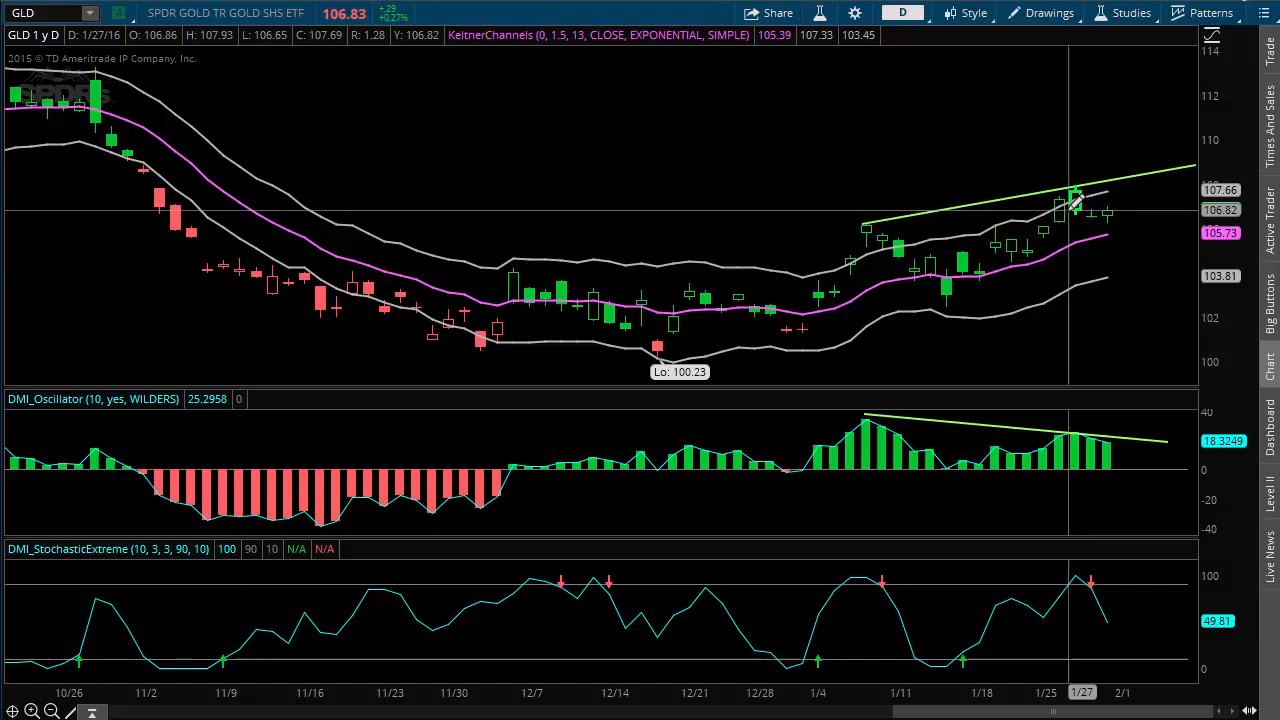 GLD 4 SPDR GOLD TR GOLD SHS ETF 106.83 +.29 +0.27% Share D Style Drawings Studies Patterns
GLD 1 y D D: 1/27/16 O: 106.86 H: 107.93 L: 106.65 C: 107.69 R: 1.28 Y: 106.82 KeltnerChannels (0, 1.5, 13, CLOSE, EXPONENTIAL, SIMPLE) 105.39 107.33 103.45
2015 © TD Ameritrade IP Company, Inc.
SPDRs
114
112
110
107.66
106.82
105.73
103.81
102
100
Lo: 100.23
DMI_Oscillator (10, yes, WILDERS) 25.2958 0
40
18.3249
0
-20
-40
DMI_StochasticExtreme (10, 3, 3, 90, 10) 100 90 10 N/A N/A
100
49.81
0
10/26 11/2 11/9 11/16 11/23 11/30 12/7 12/14 12/21 12/28 1/4 1/11 1/18 1/25 1/27 2/1
Trade
Times And Sales
Active Trader
Big Buttons
Chart
Dashboard
Level II
Live News